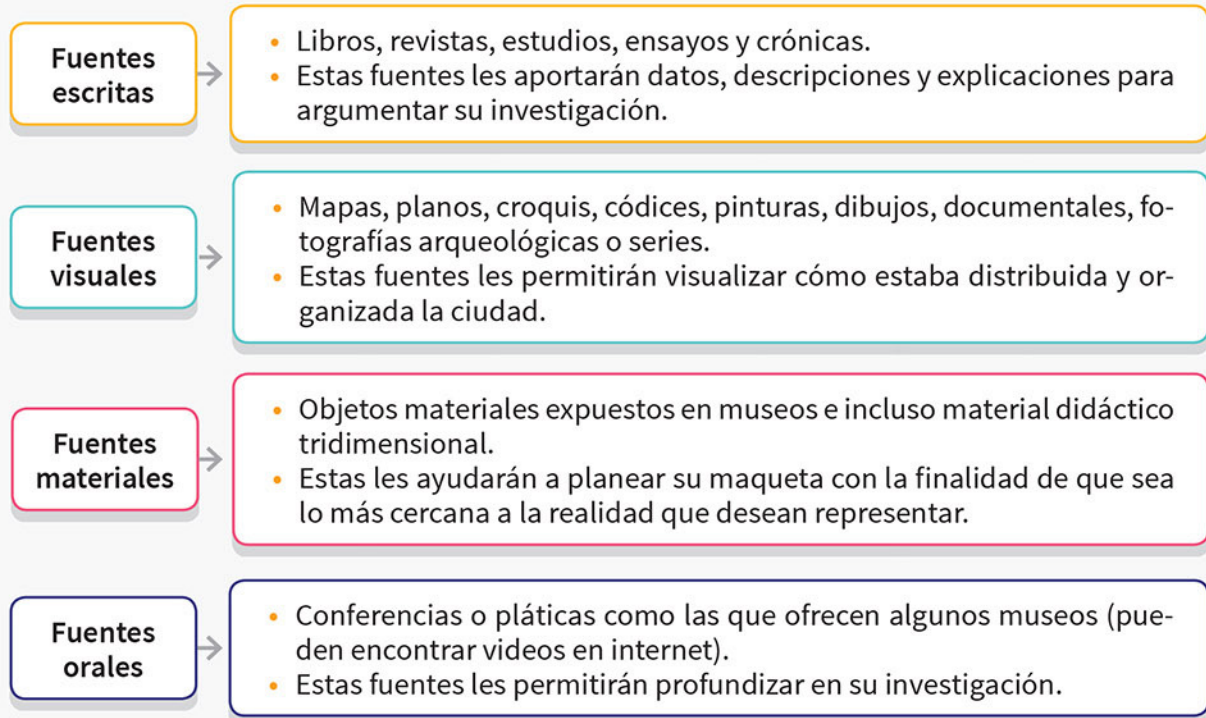 Fuentes
escritas
• Libros, revistas, estudios, ensayos y crónicas.
• Estas fuentes les aportarán datos, descripciones y explicaciones para
argumentar su investigación.
Fuentes
visuales
• Mapas, planos, croquis, códices, pinturas, dibujos, documentales, fo-
tografías arqueológicas o series.
• Estas fuentes les permitirán visualizar cómo estaba distribuida y or-
ganizada la ciudad.
Fuentes
materiales
• Objetos materiales expuestos en museos e incluso material didáctico
tridimensional.
• Estas les ayudarán a planear su maqueta con la finalidad de que sea
lo más cercana a la realidad que desean representar.
Fuentes
orales
• Conferencias o pláticas como las que ofrecen algunos museos (pue-
den encontrar videos en internet).
• Estas fuentes les permitirán profundizar en su investigación.